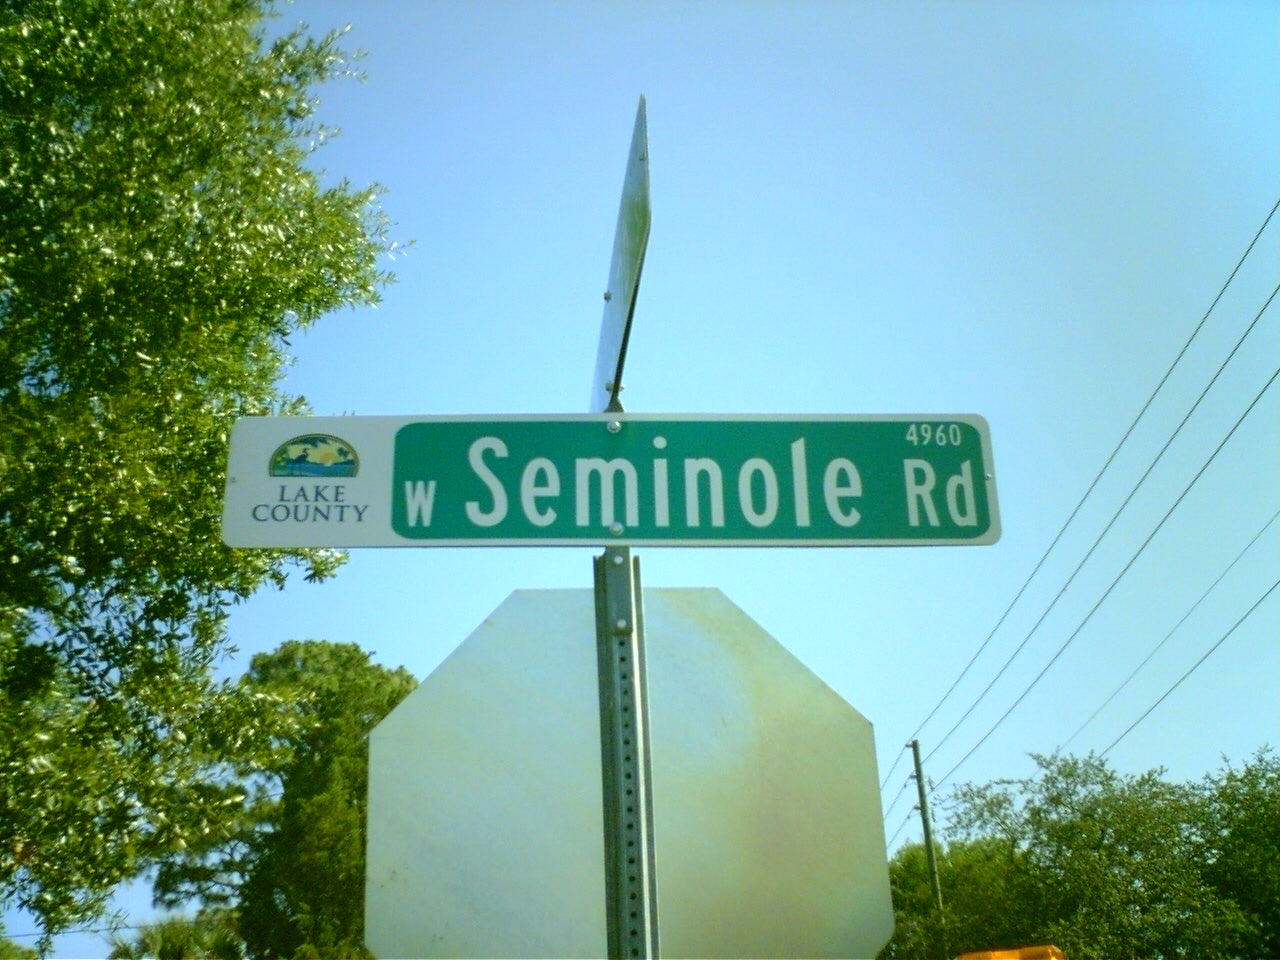 LAKE
COUNTY
4960
W Seminole Rd